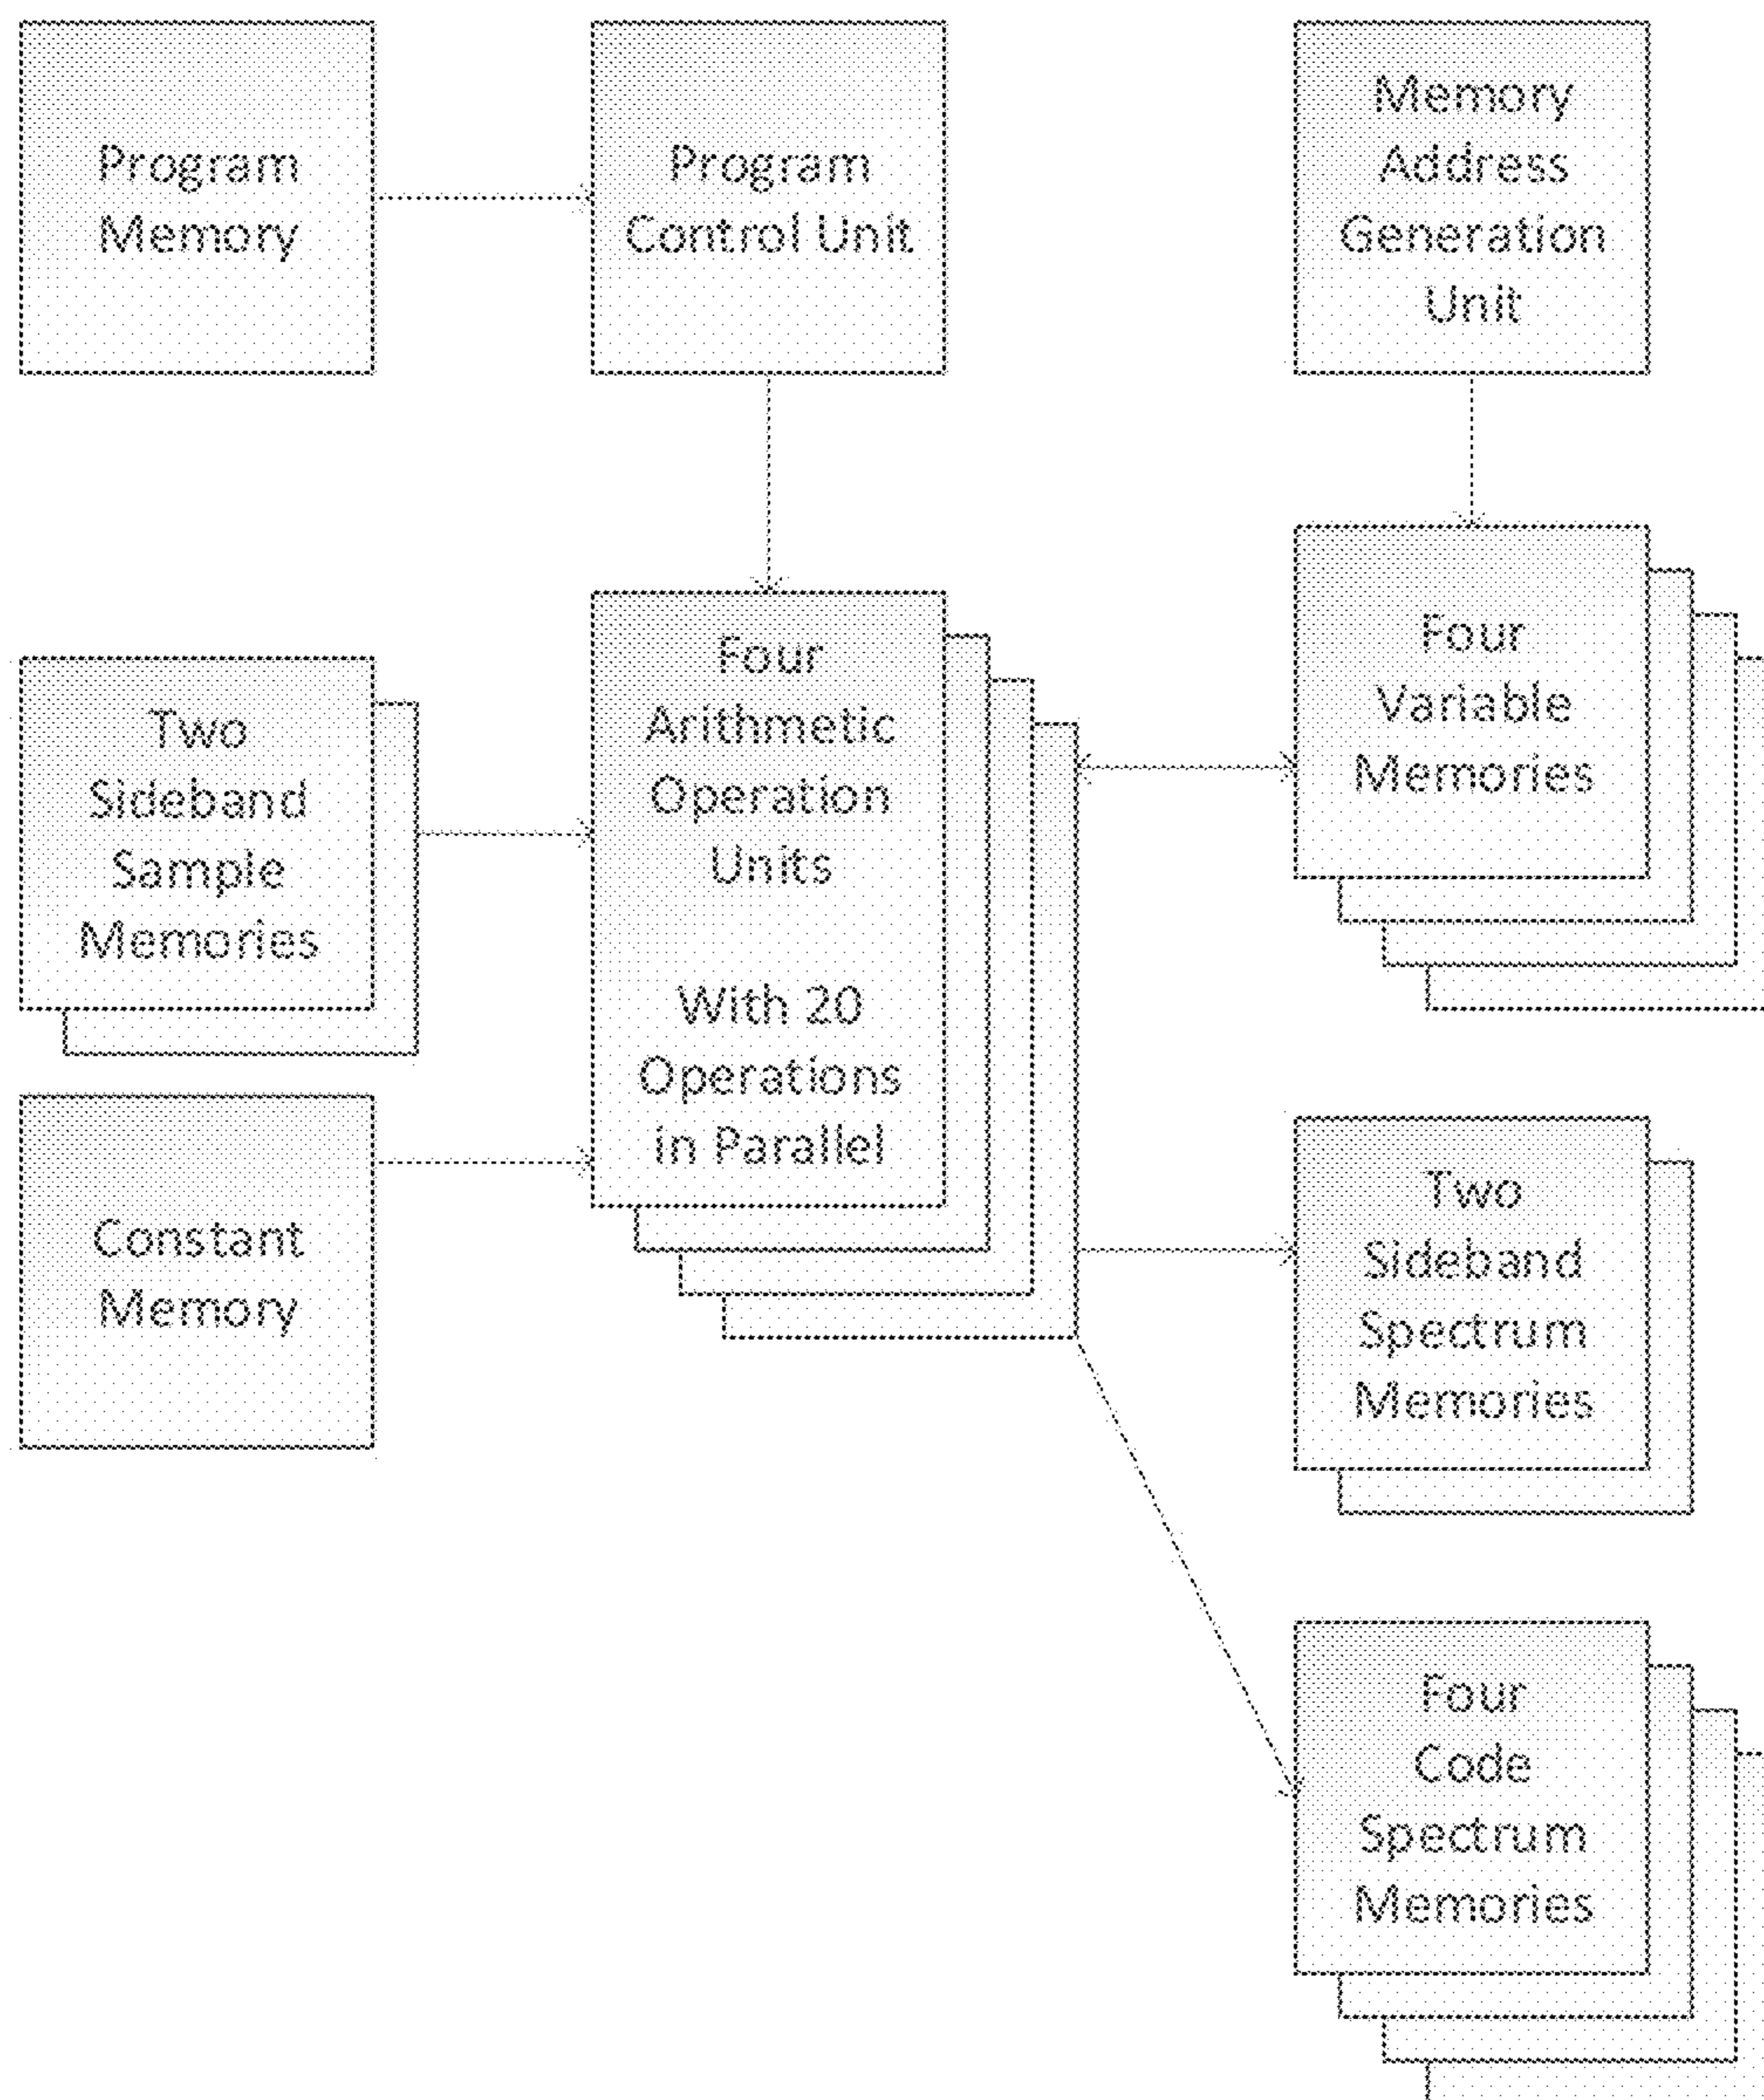 Program
Memory
Program
Control Unit
Memory
Address
Generation
Unit
Two
Sideband
Sample
Memories
Four
Arithmetic
Operation
Units
With 20
Operations
in Parallel
Four
Variable
Memories
Constant
Memory
Two
Sideband
Spectrum
Memories
Four
Code
Spectrum
Memories